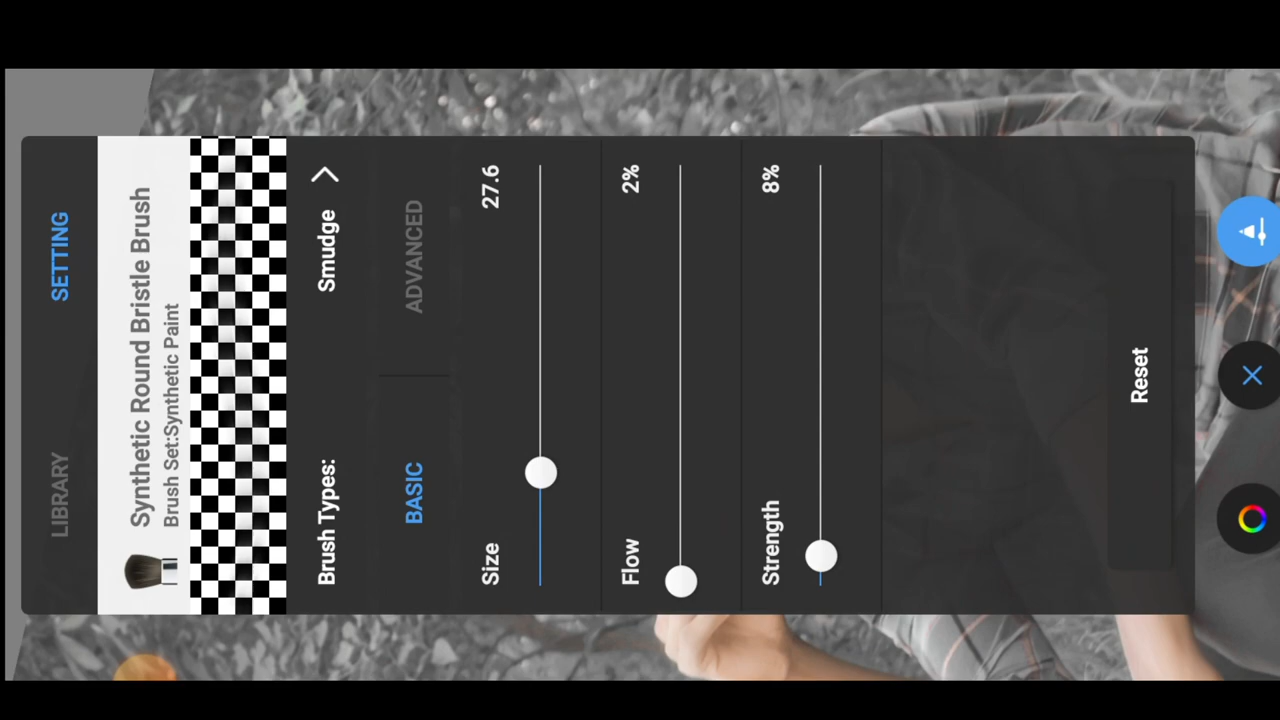 LIBRARY SETTING
Synthetic Round Bristle Brush
Brush Set:Synthetic Paint
Brush Types: Smudge
BASIC ADVANCED
Size 27.6
Flow 2%
Strength 8%
Reset